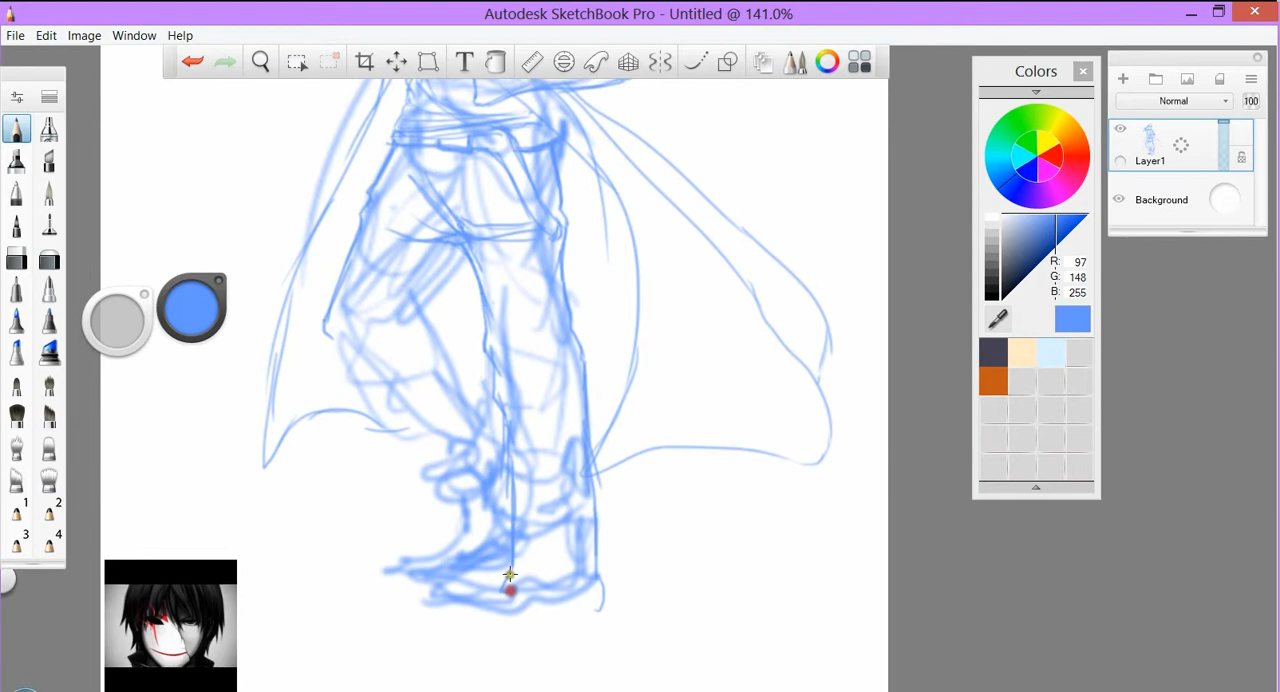 Autodesk SketchBook Pro - Untitled @ 141.0%
File Edit Image Window Help
Colors
Normal
100
Layer1
Background
R: 97
G: 148
B: 255
1 2
3 4